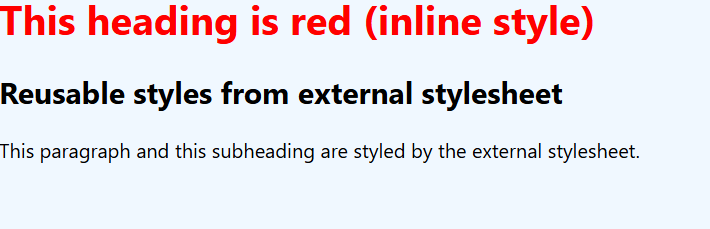 This heading is red (inline style)
Reusable styles from external stylesheet
This paragraph and this subheading are styled by the external stylesheet.